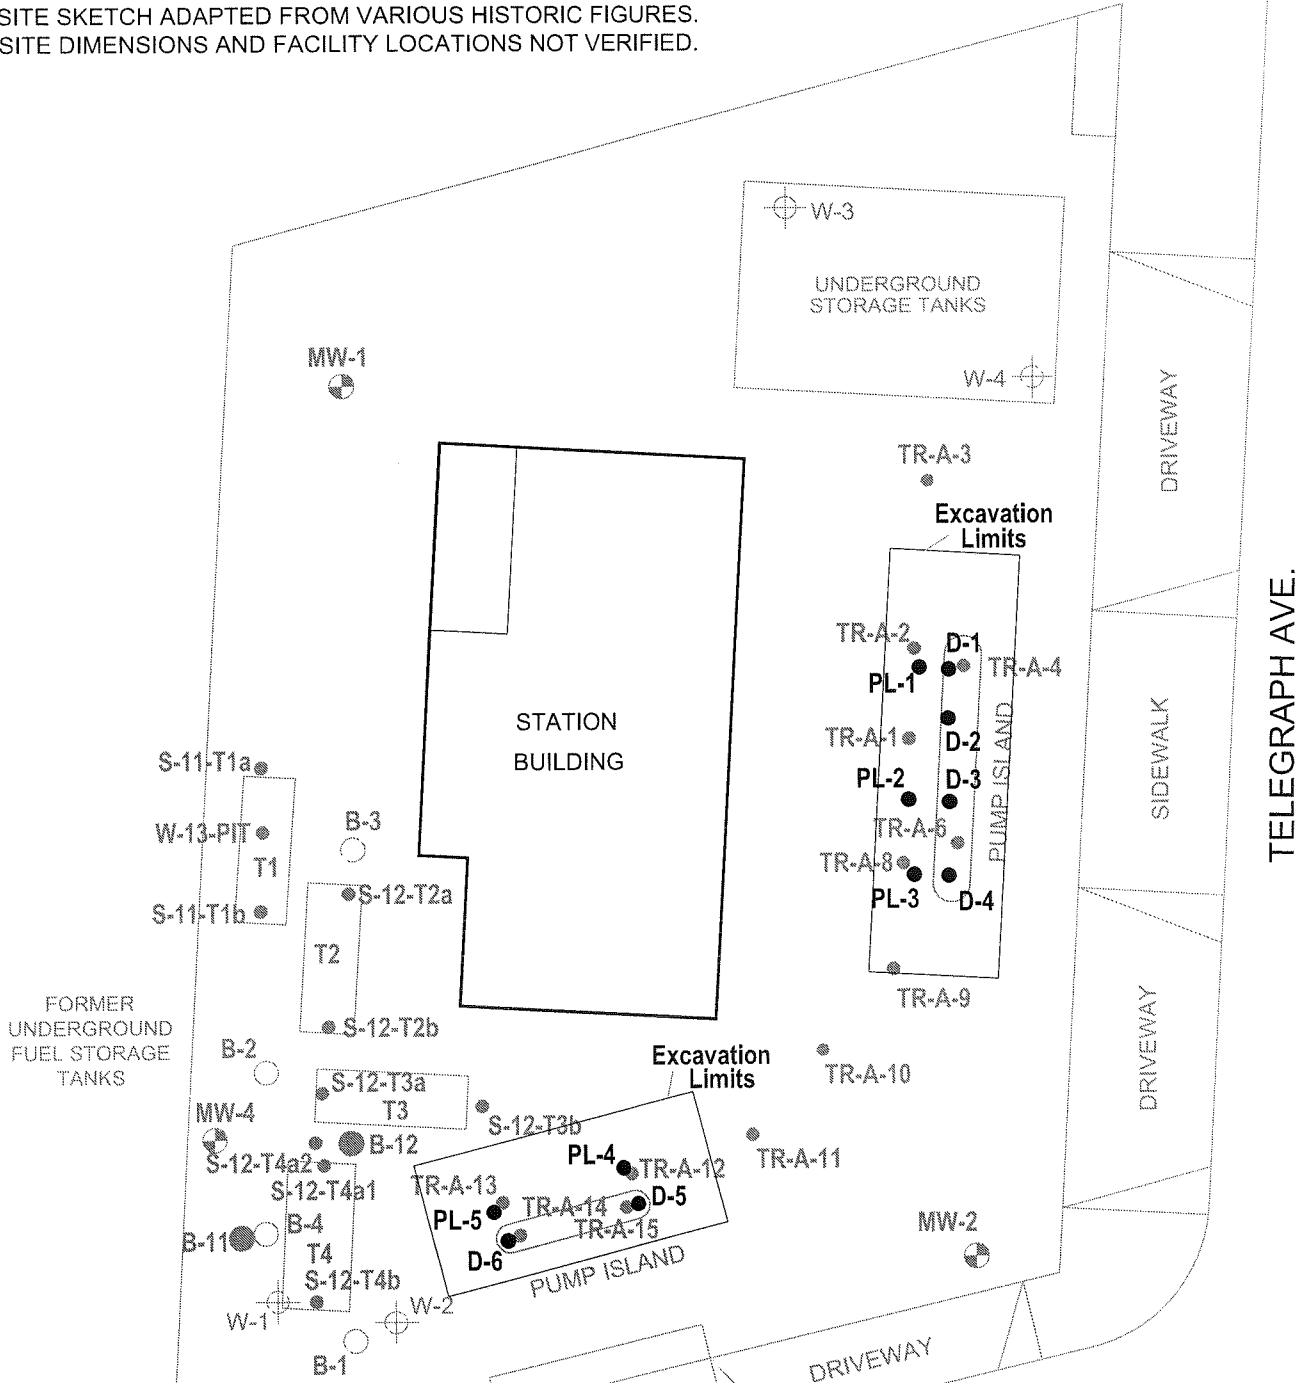 SITE SKETCH ADAPTED FROM VARIOUS HISTORIC FIGURES.
SITE DIMENSIONS AND FACILITY LOCATIONS NOT VERIFIED.
W-3
UNDERGROUND
STORAGE TANKS
W-4
MW-1
DRIVEWAY
TR-A-3
Excavation
Limits
TR-A-2
D-1
TR-A-4
PL-1
TR-A-1
D-2
PUMP ISLAND
PL-2
D-3
TR-A-6
TR-A-8
PL-3
D-4
TR-A-9
SIDEWALK
TELEGRAPH AVE.
STATION
BUILDING
S-11-T1a
W-13-PIT
T1
S-11-T1b
B-3
S-12-T2a
T2
S-12-T2b
FORMER
UNDERGROUND
FUEL STORAGE
TANKS
B-2
S-12-T3a
T3
S-12-T3b
MW-4
B-12
S-12-T4a2
S-12-T4a1
B-11
B-4
T4
S-12-T4b
W-1
W-2
B-1
Excavation
Limits
PL-4
TR-A-12
TR-A-13
TR-A-14
D-5
PL-5
TR-A-15
D-6
PUMP ISLAND
TR-A-10
TR-A-11
MW-2
DRIVEWAY
DRIVEWAY